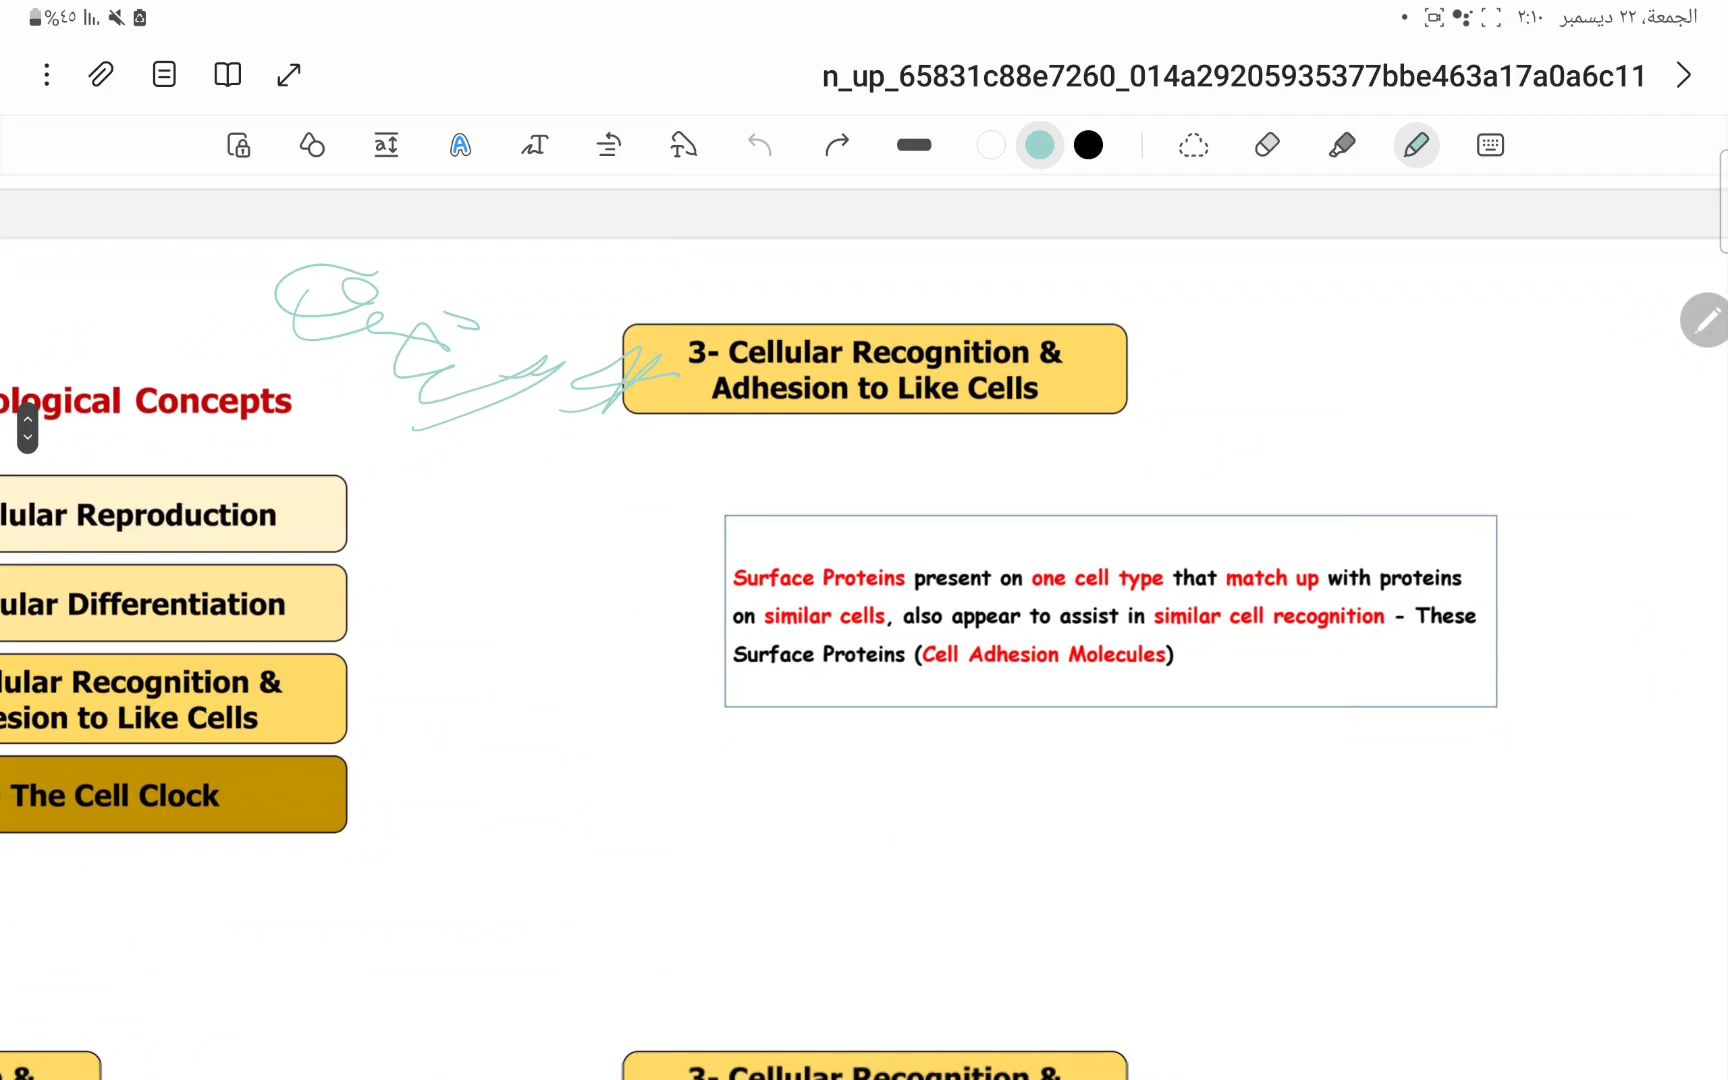 %٤٥
الجمعة، ٢٢ ديسمبر ٢:١٠
n_up_65831c88e7260_014a29205935377bbe463a17a0a6c11
ological Concepts
lular Reproduction
ular Differentiation
lular Recognition &
esion to Like Cells
The Cell Clock
3- Cellular Recognition &
Adhesion to Like Cells
Surface Proteins present on one cell type that match up with proteins
on similar cells, also appear to assist in similar cell recognition - These
Surface Proteins (Cell Adhesion Molecules)
&
3- Cellular Recognition &